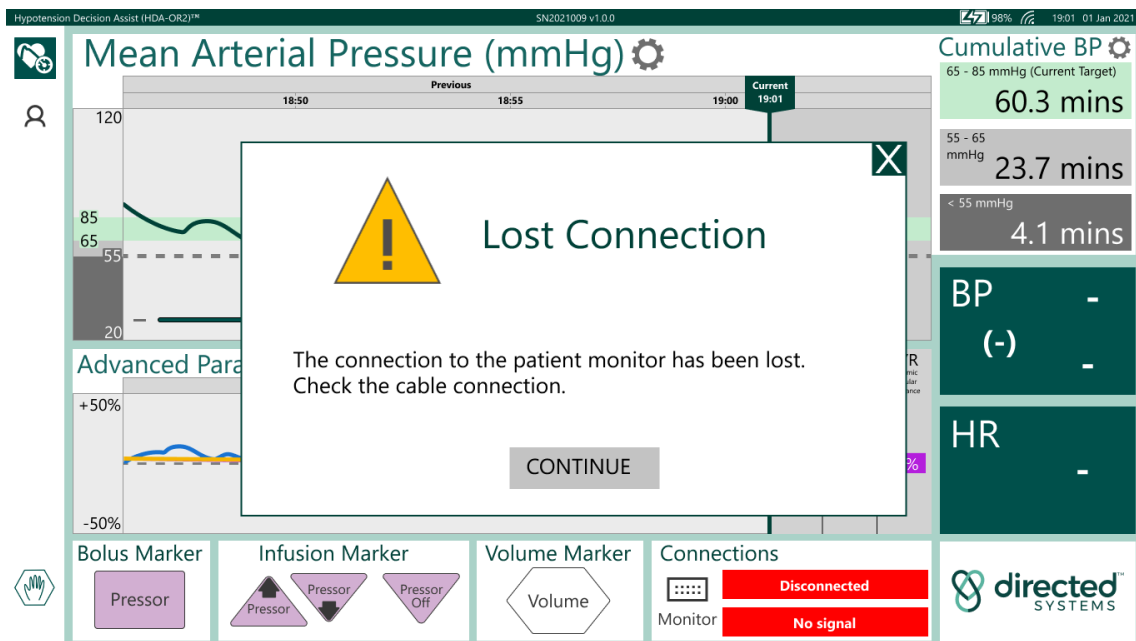 Hypotension Decision Assist (HDA-OR2)™
SN2021009 v1.0.0
98%
19:01 01 Jan 2021
Mean Arterial Pressure (mmHg)
Previous
Current
18:50
18:55
19:00
19:01
120
85
65
55
20
Cumulative BP
65 - 85 mmHg (Current Target)
60.3 mins
55 - 65
mmHg
23.7 mins
< 55 mmHg
4.1 mins
X
!
Lost Connection
The connection to the patient monitor has been lost.
Check the cable connection.
CONTINUE
Advanced Para
+50%
-50%
%
BP
-
(-)
-
HR
-
Bolus Marker
Pressor
Infusion Marker
Pressor
Pressor
Pressor
Off
Volume Marker
Volume
Connections
Monitor
Disconnected
No signal
directed™
SYSTEMS